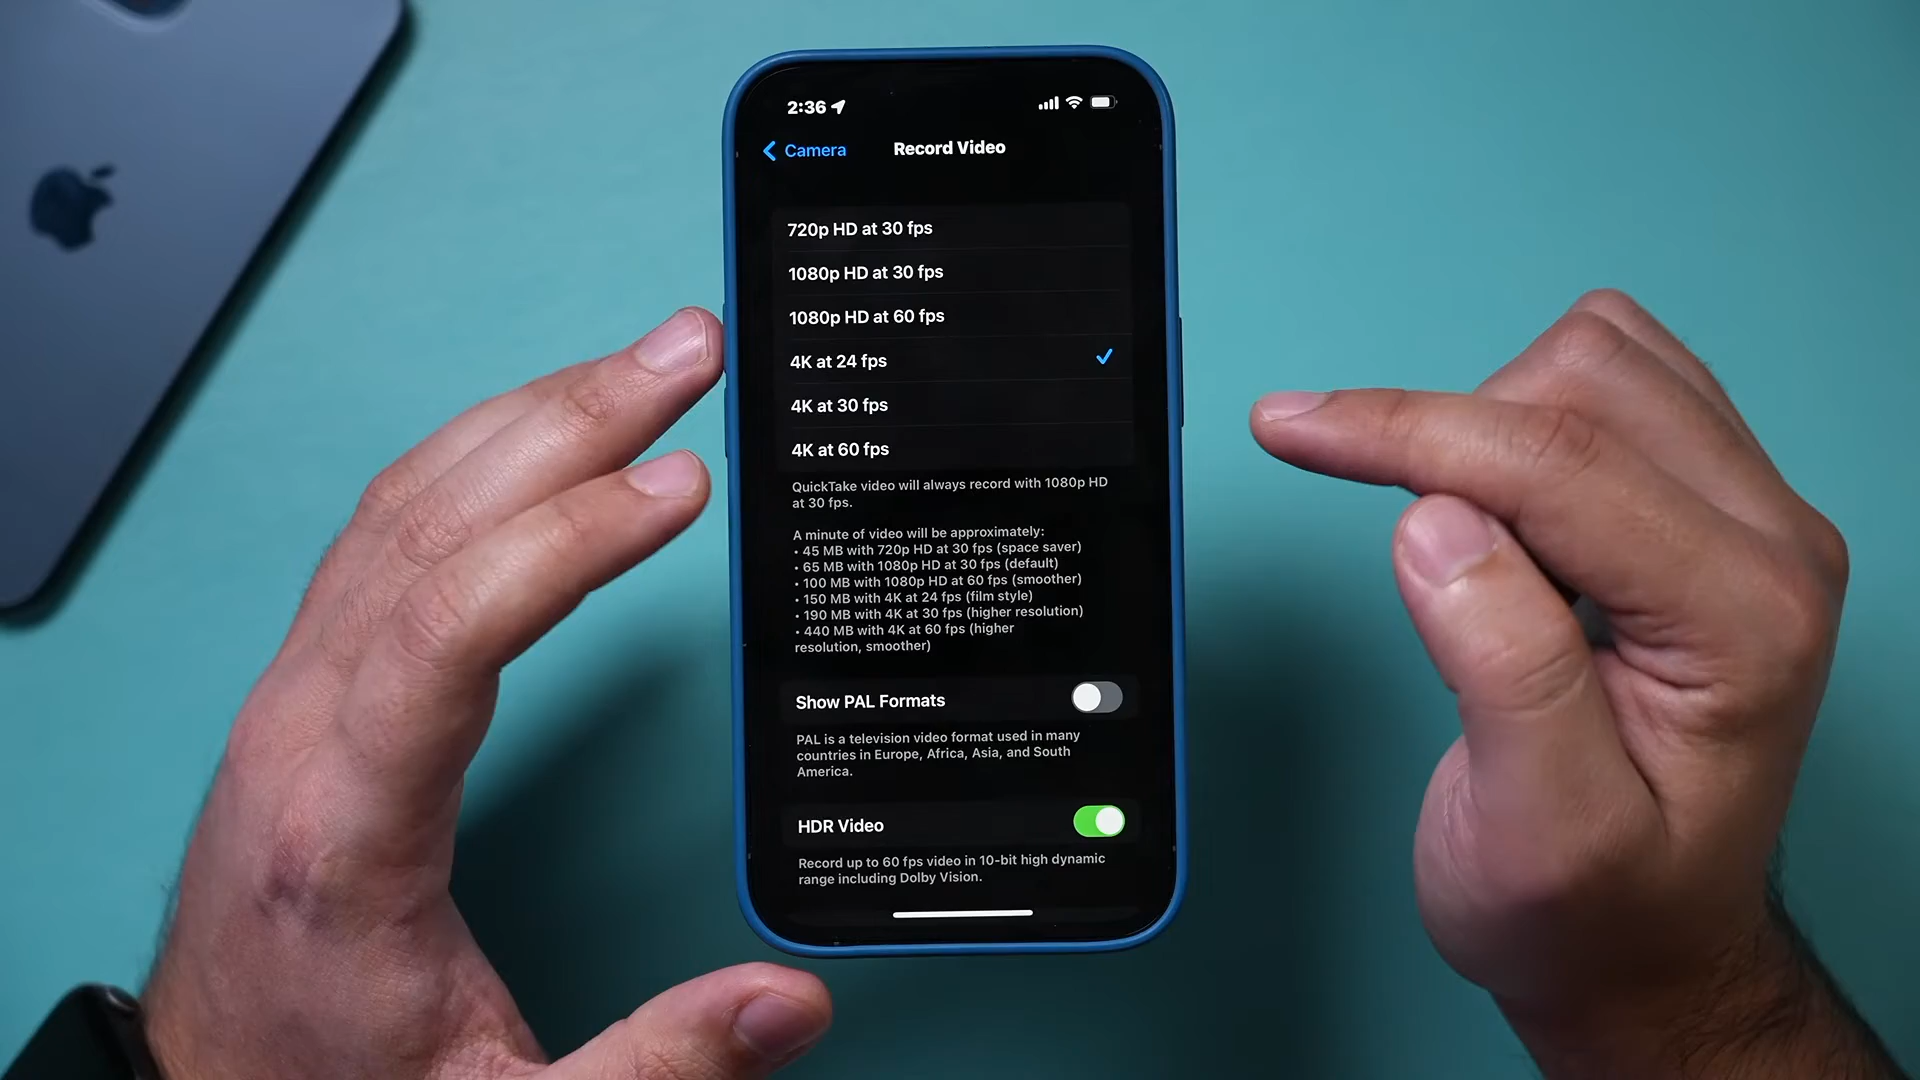 2:36
Camera
Record Video
720p HD at 30 fps
1080p HD at 30 fps
1080p HD at 60 fps
4K at 24 fps
4K at 30 fps
4K at 60 fps
QuickTake video will always record with 1080p HD
at 30 fps.
A minute of video will be approximately:
• 45 MB with 720p HD at 30 fps (space saver)
• 65 MB with 1080p HD at 30 fps (default)
• 100 MB with 1080p HD at 60 fps (smoother)
• 150 MB with 4K at 24 fps (film style)
• 190 MB with 4K at 30 fps (higher resolution)
• 440 MB with 4K at 60 fps (higher
resolution, smoother)
Show PAL Formats
PAL is a television video format used in many
countries in Europe, Africa, Asia, and South
America.
HDR Video
Record up to 60 fps video in 10-bit high dynamic
range including Dolby Vision.